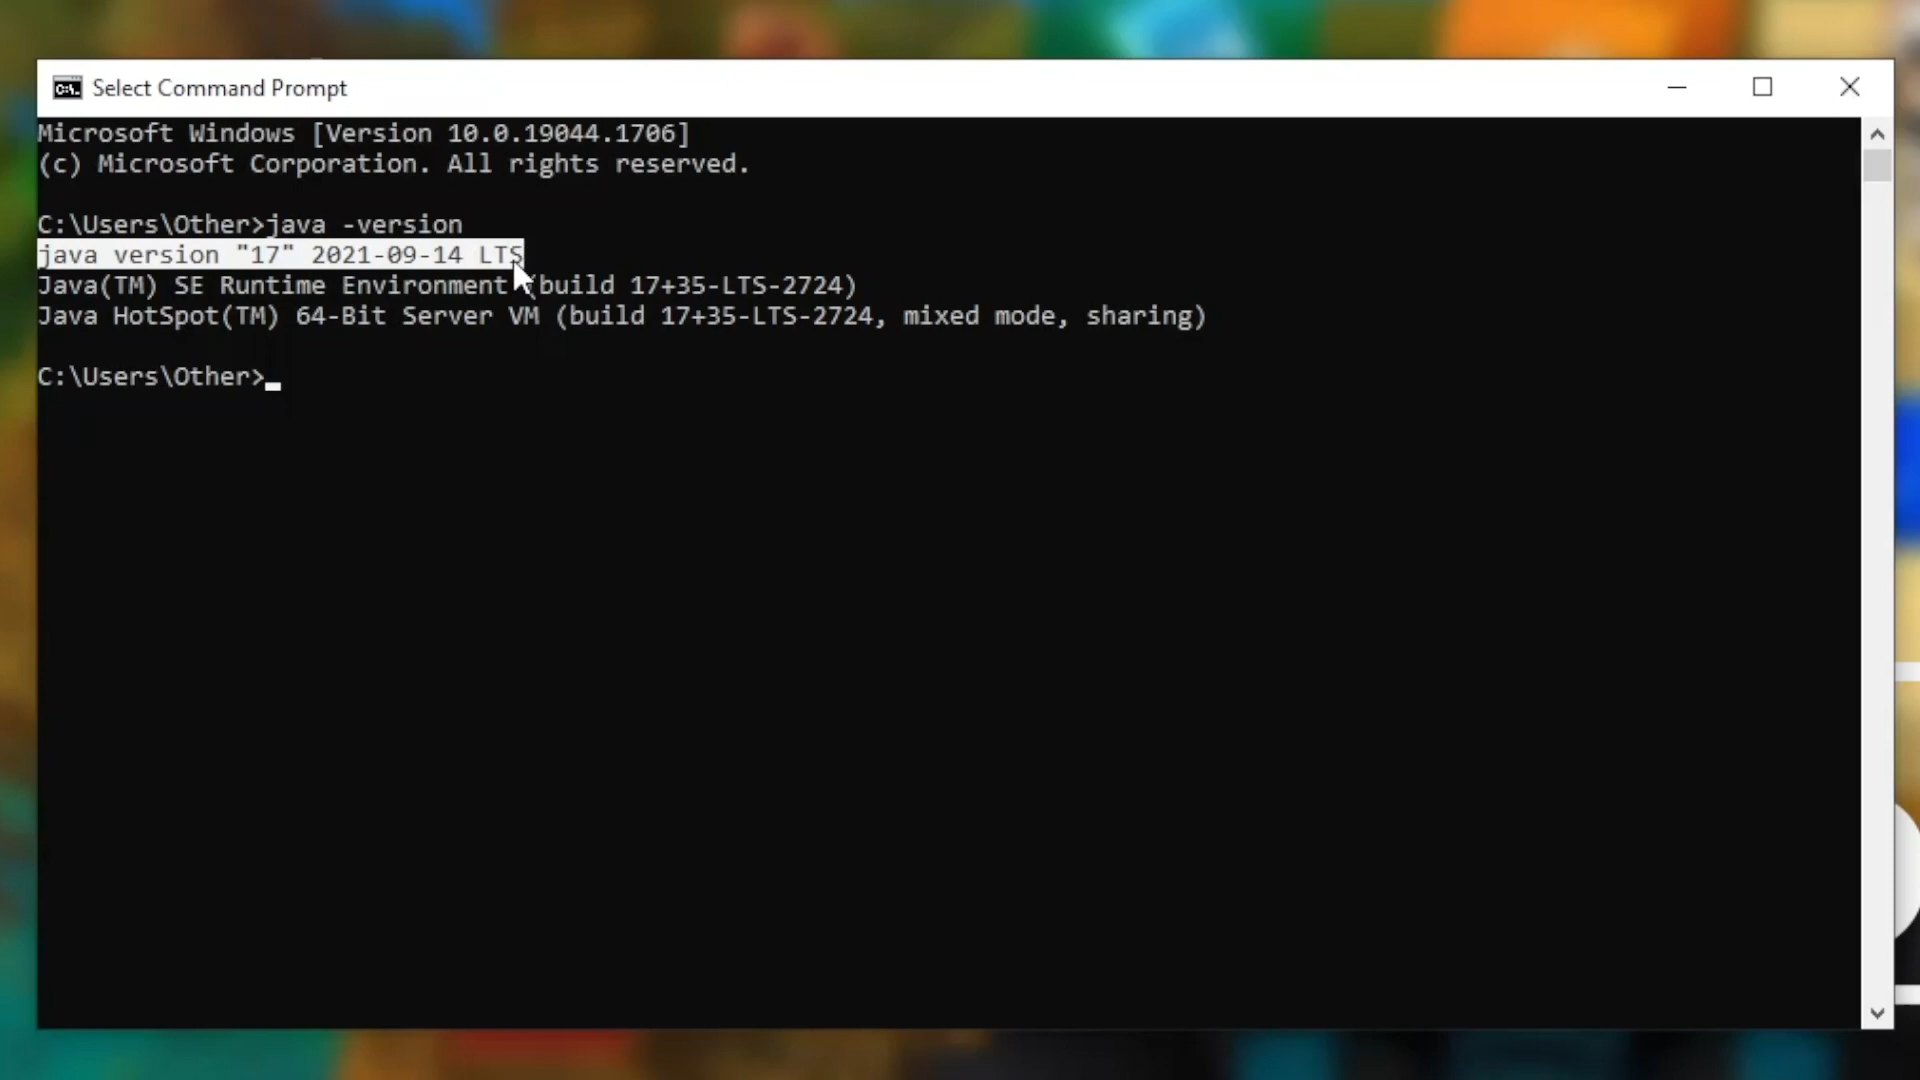 Select Command Prompt
Microsoft Windows [Version 10.0.19044.1706]
(c) Microsoft Corporation. All rights reserved.
C:\Users\Other>java -version
java version "17" 2021-09-14 LTS
Java(TM) SE Runtime Environment (build 17+35-LTS-2724)
Java HotSpot(TM) 64-Bit Server VM (build 17+35-LTS-2724, mixed mode, sharing)
C:\Users\Other>